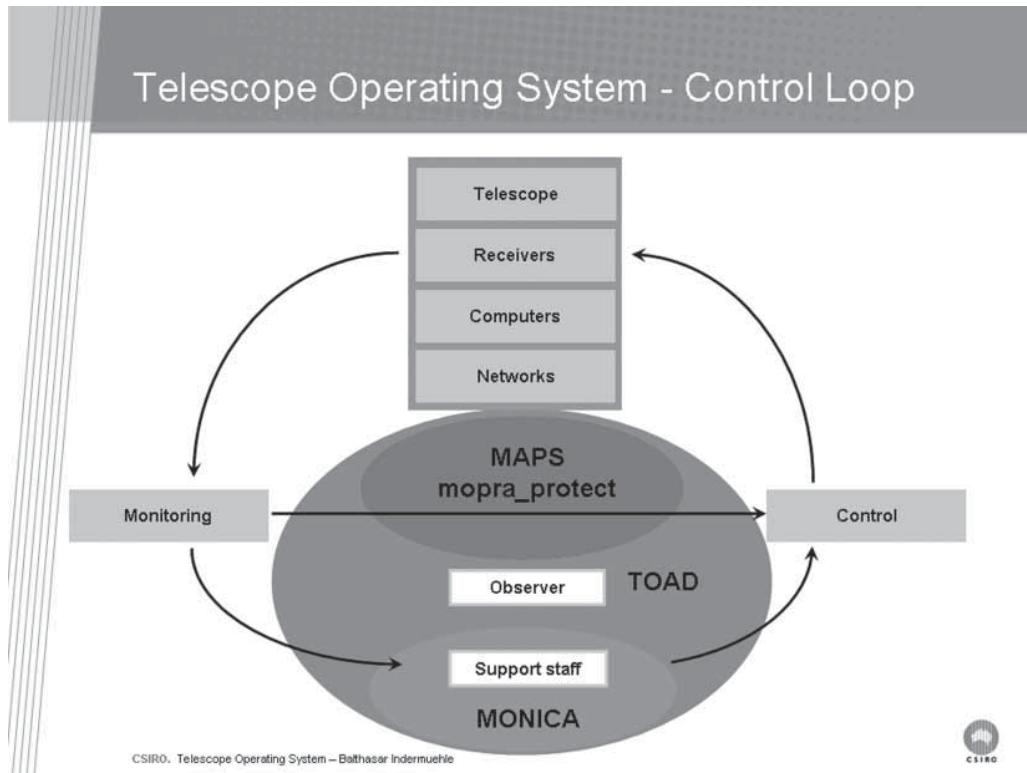 Telescope Operating System - Control Loop
Telescope
Receivers
Computers
Networks
MAPS
mopra_protect
Monitoring
Control
Observer
TOAD
Support staff
MONICA
CSIRO. Telescope Operating System – Balthasar Indermuehle
CSIRO